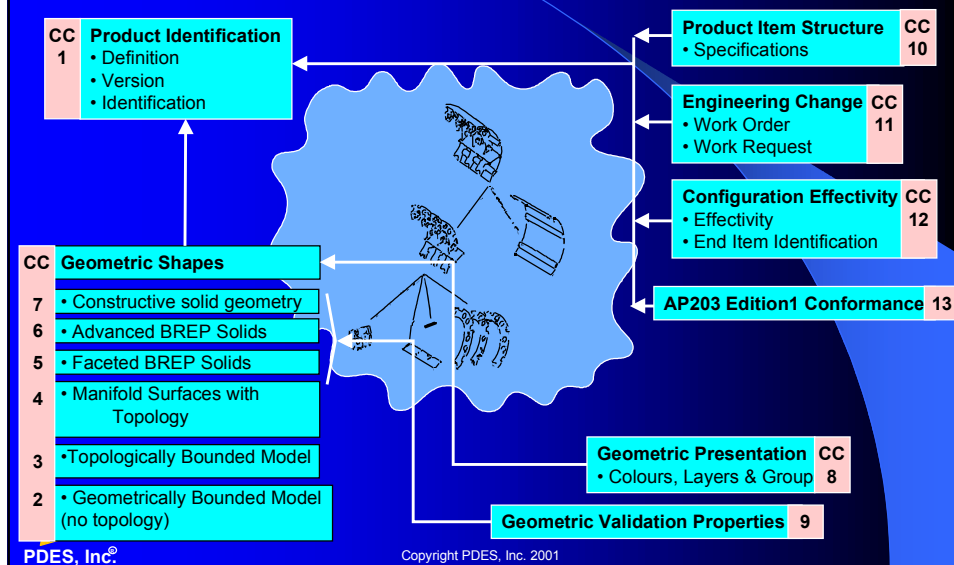 CC
1
Product Identification
• Definition
• Version
• Identification
Product Item Structure
• Specifications
CC
10
Engineering Change
• Work Order
• Work Request
CC
11
Configuration Effectivity
• Effectivity
• End Item Identification
CC
12
AP203 Edition1 Conformance 13
CC Geometric Shapes
7 • Constructive solid geometry
6 • Advanced BREP Solids
5 • Faceted BREP Solids
4 • Manifold Surfaces with
Topology
3 •Topologically Bounded Model
2 • Geometrically Bounded Model
(no topology)
Geometric Presentation
• Colours, Layers & Group
CC
8
Geometric Validation Properties 9
PDES, Inc.®
Copyright PDES, Inc. 2001